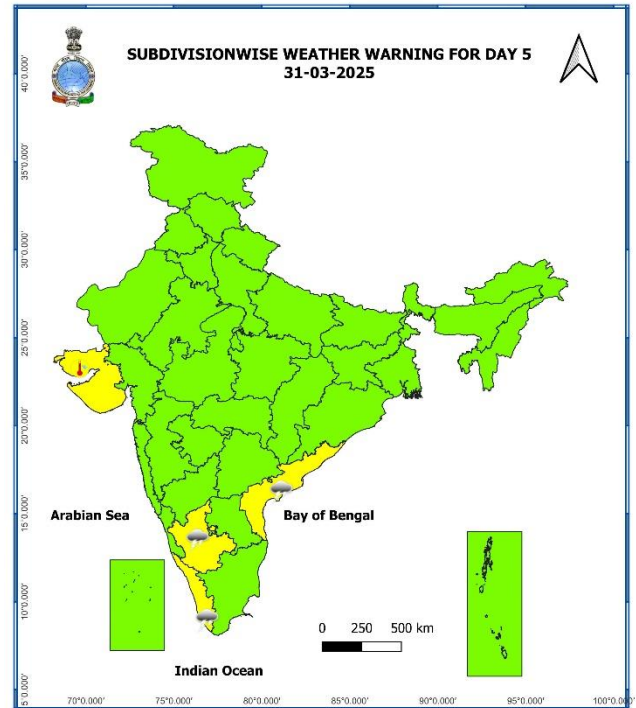 SUBDIVISIONWISE WEATHER WARNING FOR DAY 5
31-03-2025
40°0.000'
35°0.000'
30°0.000'
25°0.000'
20°0.000'
15°0.000'
10°0.000'
5°0.000'
Arabian Sea
Bay of Bengal
0 250 500 km
Indian Ocean
70°0.000' 75°0.000' 80°0.000' 85°0.000' 90°0.000' 95°0.000' 100°0.000'